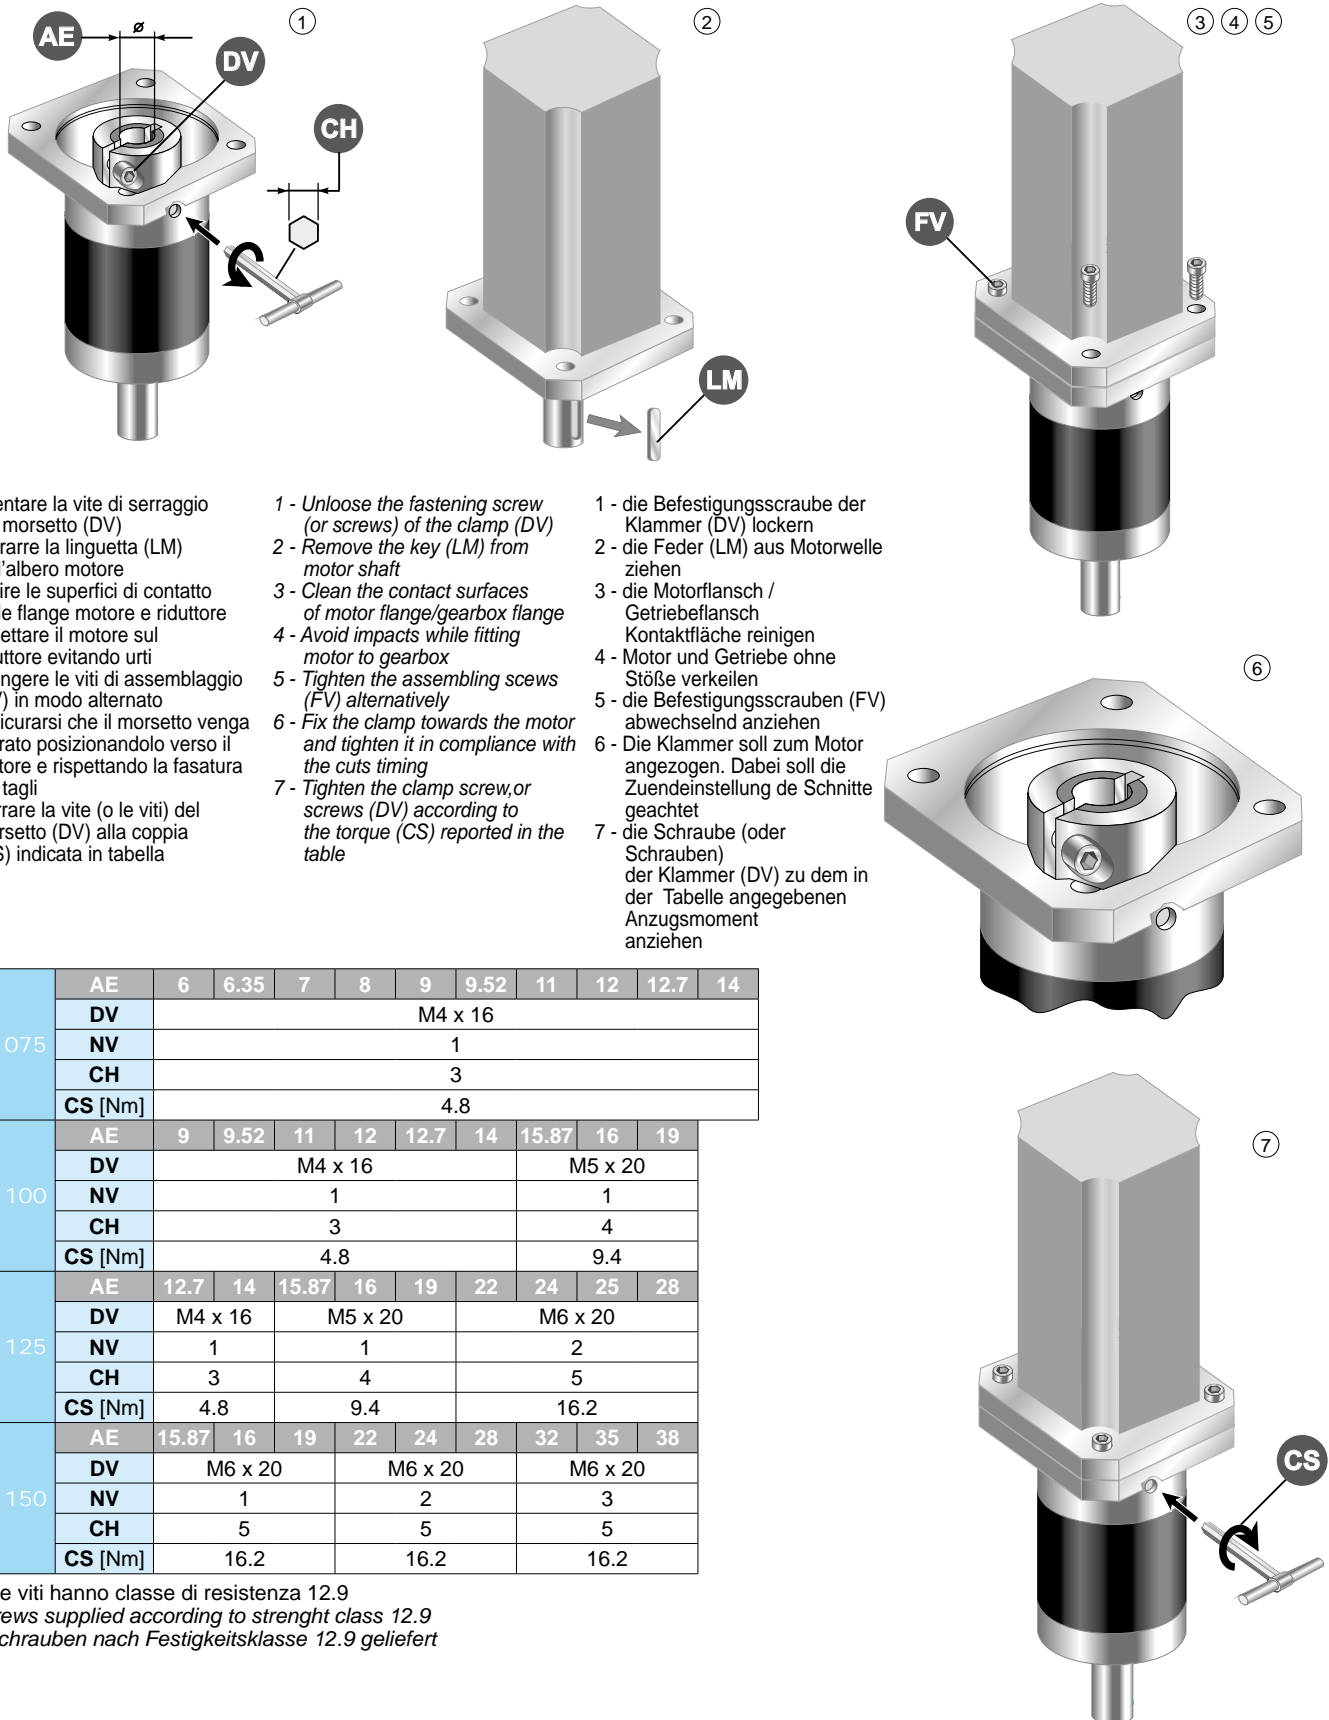 AE
ø
1
DV
CH
2
LM
3 4 5
FV
entare la vite di serraggio
morsetto (DV)
rarre la linguetta (LM)
l'albero motore
ire le superfici di contatto
le flange motore e riduttore
ettare il motore sul
uttore evitando urti
ngere le viti di assemblaggio
) in modo alternato
icurarsi che il morsetto venga
rato posizionandolo verso il
tore e rispettando la fasatura
tagli
rrare la vite (o le viti) del
rsetto (DV) alla coppia
S) indicata in tabella
1 - Unloose the fastening screw
(or screws) of the clamp (DV)
2 - Remove the key (LM) from
motor shaft
3 - Clean the contact surfaces
of motor flange/gearbox flange
4 - Avoid impacts while fitting
motor to gearbox
5 - Tighten the assembling scews
(FV) alternatively
6 - Fix the clamp towards the motor
and tighten it in compliance with
the cuts timing
7 - Tighten the clamp screw,or
screws (DV) according to
the torque (CS) reported in the
table
1 - die Befestigungsscraube der
Klammer (DV) lockern
2 - die Feder (LM) aus Motorwelle
ziehen
3 - die Motorflansch /
Getriebeflansch
Kontaktfläche reinigen
4 - Motor und Getriebe ohne
Stöße verkeilen
5 - die Befestigungsscrauben (FV)
abwechselnd anziehen
6 - Die Klammer soll zum Motor
angezogen. Dabei soll die
Zuendeinstellung de Schnitte
geachtet
7 - die Schraube (oder
Schrauben)
der Klammer (DV) zu dem in
der Tabelle angegebenen
Anzugsmoment
anziehen
6
075
AE 6 6.35 7 8 9 9.52 11 12 12.7 14
DV M4 x 16
NV 1
CH 3
CS [Nm] 4.8
100
AE 9 9.52 11 12 12.7 14 15.87 16 19
DV M4 x 16 M5 x 20
NV 1 1
CH 3 4
CS [Nm] 4.8 9.4
125
AE 12.7 14 15.87 16 19 22 24 25 28
DV M4 x 16 M5 x 20 M6 x 20
NV 1 1 2
CH 3 4 5
CS [Nm] 4.8 9.4 16.2
150
AE 15.87 16 19 22 24 28 32 35 38
DV M6 x 20 M6 x 20 M6 x 20
NV 1 2 3
CH 5 5 5
CS [Nm] 16.2 16.2 16.2
7
CS
e viti hanno classe di resistenza 12.9
rews supplied according to strenght class 12.9
chrauben nach Festigkeitsklasse 12.9 geliefert